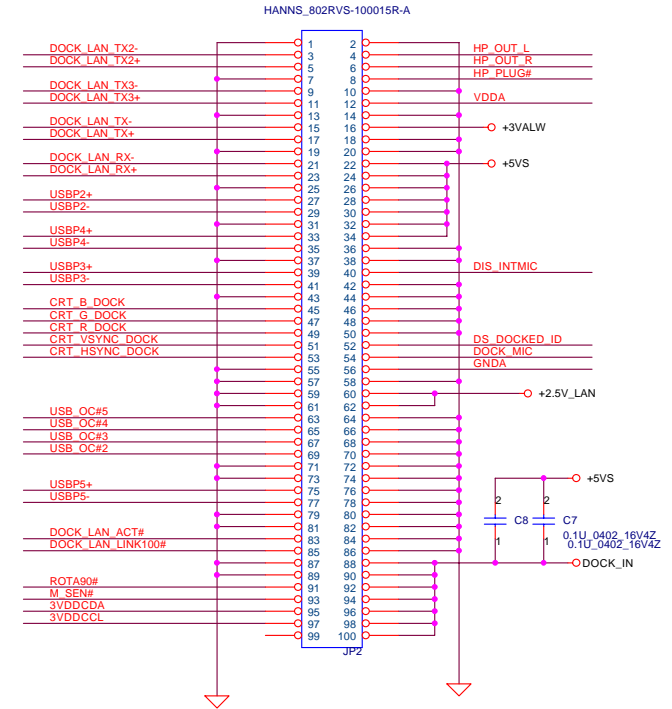 HANNS_802RVS-100015R-A
1 2
DOCK_LAN_TX2- 3 4 HP_OUT_L
DOCK_LAN_TX2+ 5 6 HP_OUT_R
7 8 HP_PLUG#
DOCK_LAN_TX3- 9 10
DOCK_LAN_TX3+ 11 12 VDDA
13 14
DOCK_LAN_TX- 15 16 +3VALW
DOCK_LAN_TX+ 17 18
19 20
DOCK_LAN_RX- 21 22 +5VS
DOCK_LAN_RX+ 23 24
25 26
USBP2+ 27 28
USBP2- 29 30
31 32
USBP4+ 33 34
USBP4- 35 36
37 38
USBP3+ 39 40 DIS_INTMIC
USBP3- 41 42
43 44
CRT_B_DOCK 45 46
CRT_G_DOCK 47 48
CRT_R_DOCK 49 50
CRT_VSYNC_DOCK 51 52 DS_DOCKED_ID
CRT_HSYNC_DOCK 53 54 DOCK_MIC
55 56 GNDA
57 58
59 60 +2.5V_LAN
61 62
USB_OC#5 63 64
USB_OC#4 65 66
USB_OC#3 67 68
USB_OC#2 69 70
71 72
73 74 +5VS
USBP5+ 75 76
USBP5- 77 78 2 2
79 80 C8 C7
81 82
DOCK_LAN_ACT# 83 84 1 1 0.1U_0402_16V4Z
DOCK_LAN_LINK100# 85 86 0.1U_0402_16V4Z
87 88 DOCK_IN
89 90
ROTA90# 91 92
M_SEN# 93 94
3VDDCDA 95 96
3VDDCCL 97 98
99 100
JP2